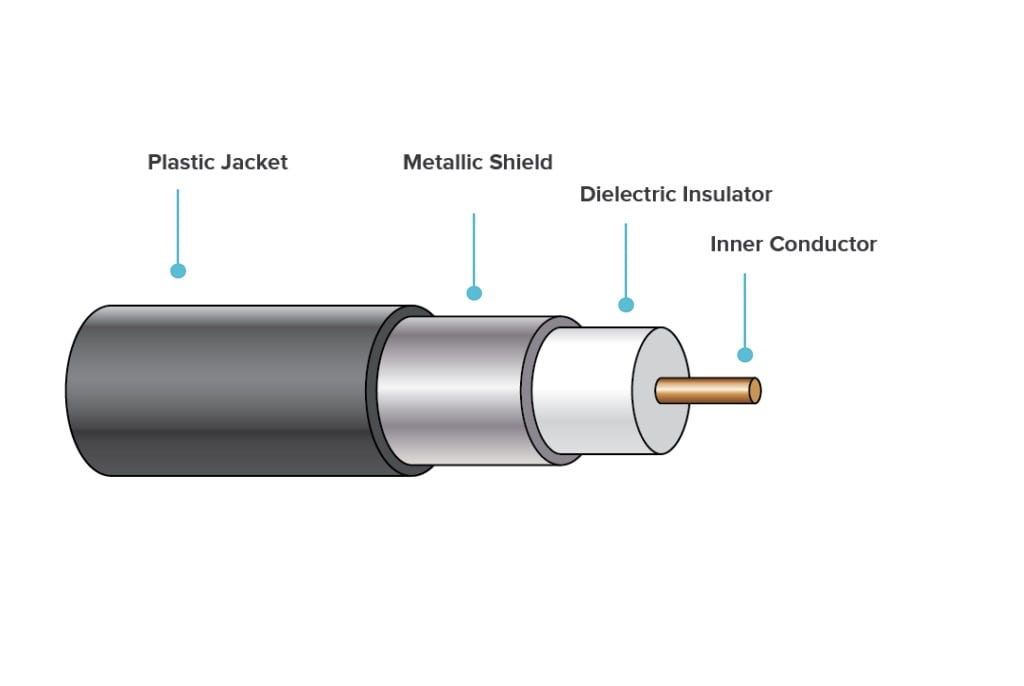 Plastic Jacket
Metallic Shield
Dielectric Insulator
Inner Conductor